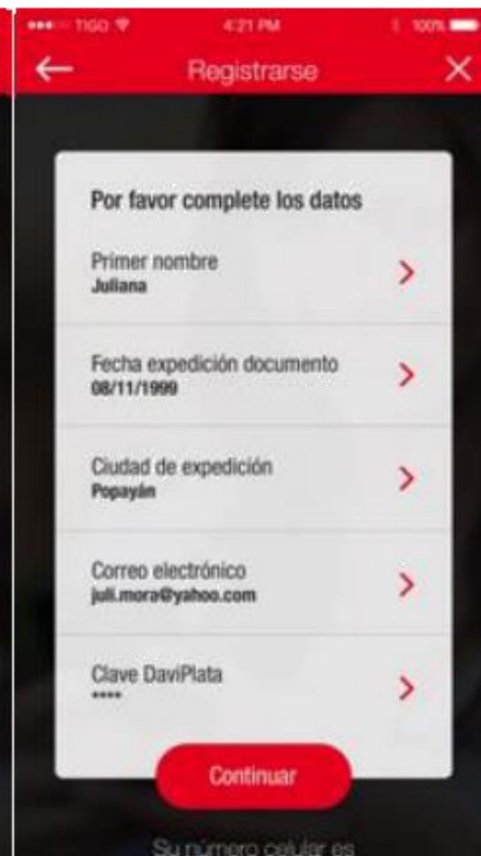 TIGO 4:21 PM 100%
Registrarse
Por favor complete los datos
Primer nombre
Juliana
Fecha expedición documento
08/11/1999
Ciudad de expedición
Popayán
Correo electrónico
juli.mora@yahoo.com
Clave DaviPlata
****
Continuar
Su número celular es